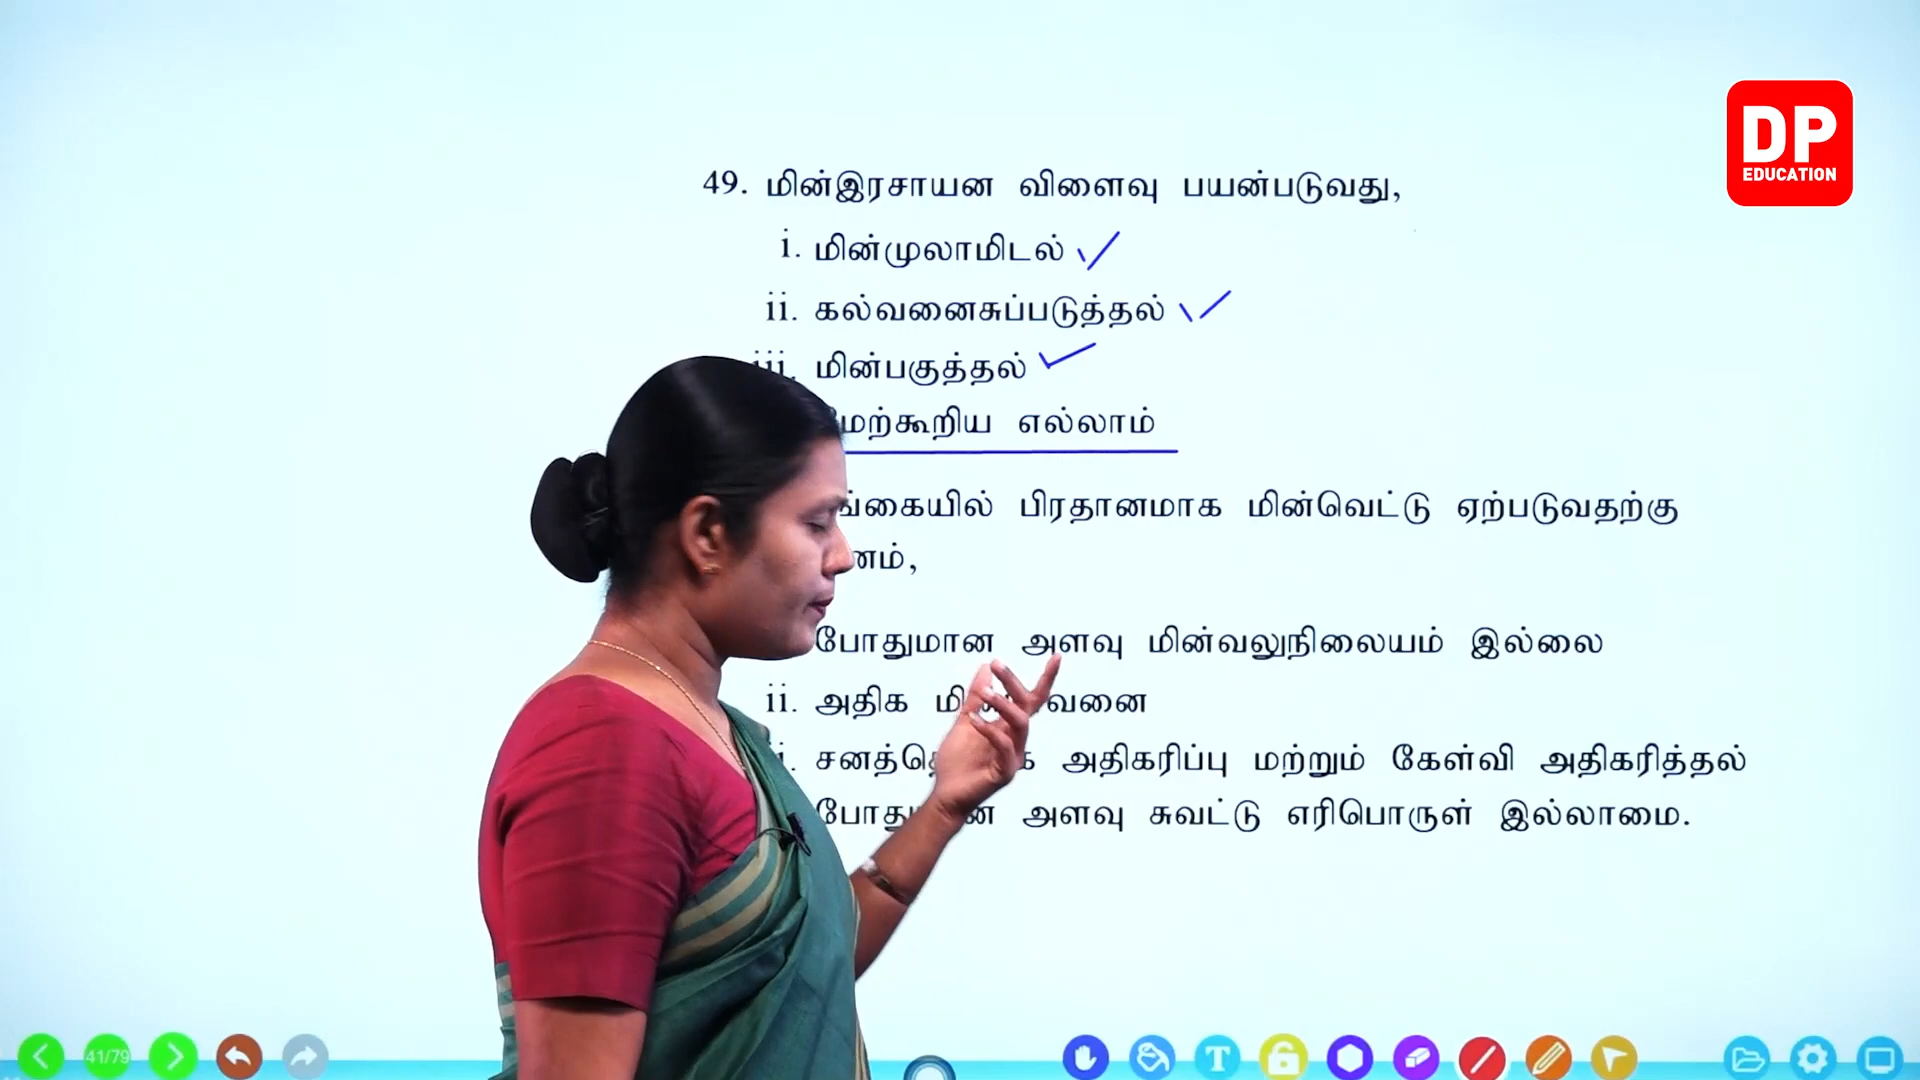 DP
EDUCATION
49. மின்இரசாயன விளைவு பயன்படுவது,
i. மின்முலாமிடல்
ii. கல்வனைசுப்படுத்தல்
iii. மின்பகுத்தல்
மேற்கூறிய எல்லாம்
பிரதானமாக மின்வெட்டு ஏற்படுவதற்கு
போதுமான அளவு மின்வலுநிலையம் இல்லை
ii. அதிக
அதிகரிப்பு மற்றும் கேள்வி அதிகரித்தல்
அளவு சுவட்டு எரிபொருள் இல்லாமை.
41/79